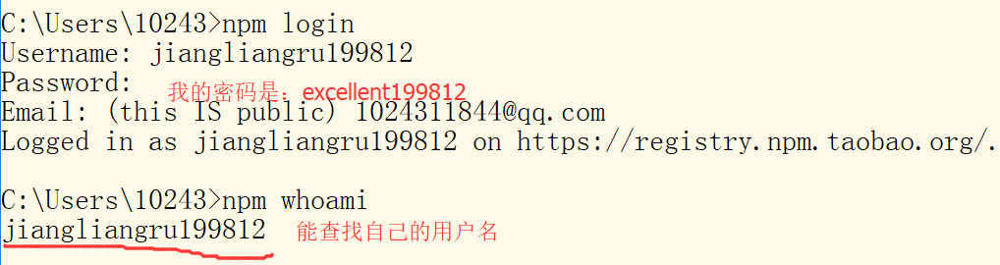 C:\Users\10243>npm login
Username: jiangliangru199812
Password:
我的密码是：excellent199812
Email: (this IS public) 1024311844@qq.com
Logged in as jiangliangru199812 on https://registry.npm.taobao.org/.
C:\Users\10243>npm whoami
jiangliangru199812 能查找自己的用户名